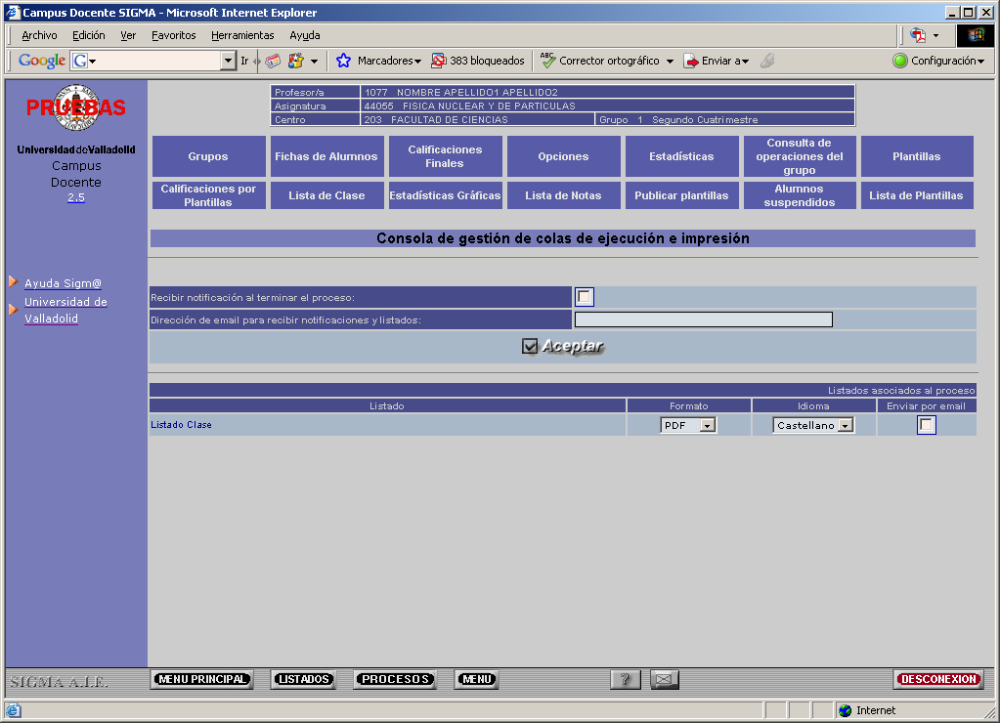 Campus Docente SIGMA - Microsoft Internet Explorer
Archivo Edición Ver Favoritos Herramientas Ayuda
Google G Ir Marcadores 383 bloqueados ABC Corrector ortográfico Enviar a Configuración
PRUEBAS
Universidad de Valladolid
Campus
Docente
2.5
Ayuda Sigm@
Universidad de
Valladolid
Profesor/a 1077 NOMBRE APELLIDO1 APELLIDO2
Asignatura 44055 FISICA NUCLEAR Y DE PARTICULAS
Centro 203 FACULTAD DE CIENCIAS Grupo 1 Segundo Cuatrimestre
Grupos
Fichas de Alumnos
Calificaciones
Finales
Opciones
Estadísticas
Consulta de
operaciones del
grupo
Plantillas
Calificaciones por
Plantillas
Lista de Clase
Estadísticas Gráficas
Lista de Notas
Publicar plantillas
Alumnos
suspendidos
Lista de Plantillas
Consola de gestión de colas de ejecución e impresión
Recibir notificación al terminar el proceso:
Dirección de email para recibir notificaciones y listados:
Aceptar
Listados asociados al proceso
Listado Formato Idioma Enviar por email
Listado Clase PDF Castellano
SIGMA A.I.E.
MENU PRINCIPAL LISTADOS PROCESOS MENU ? DESCONEXION
Internet